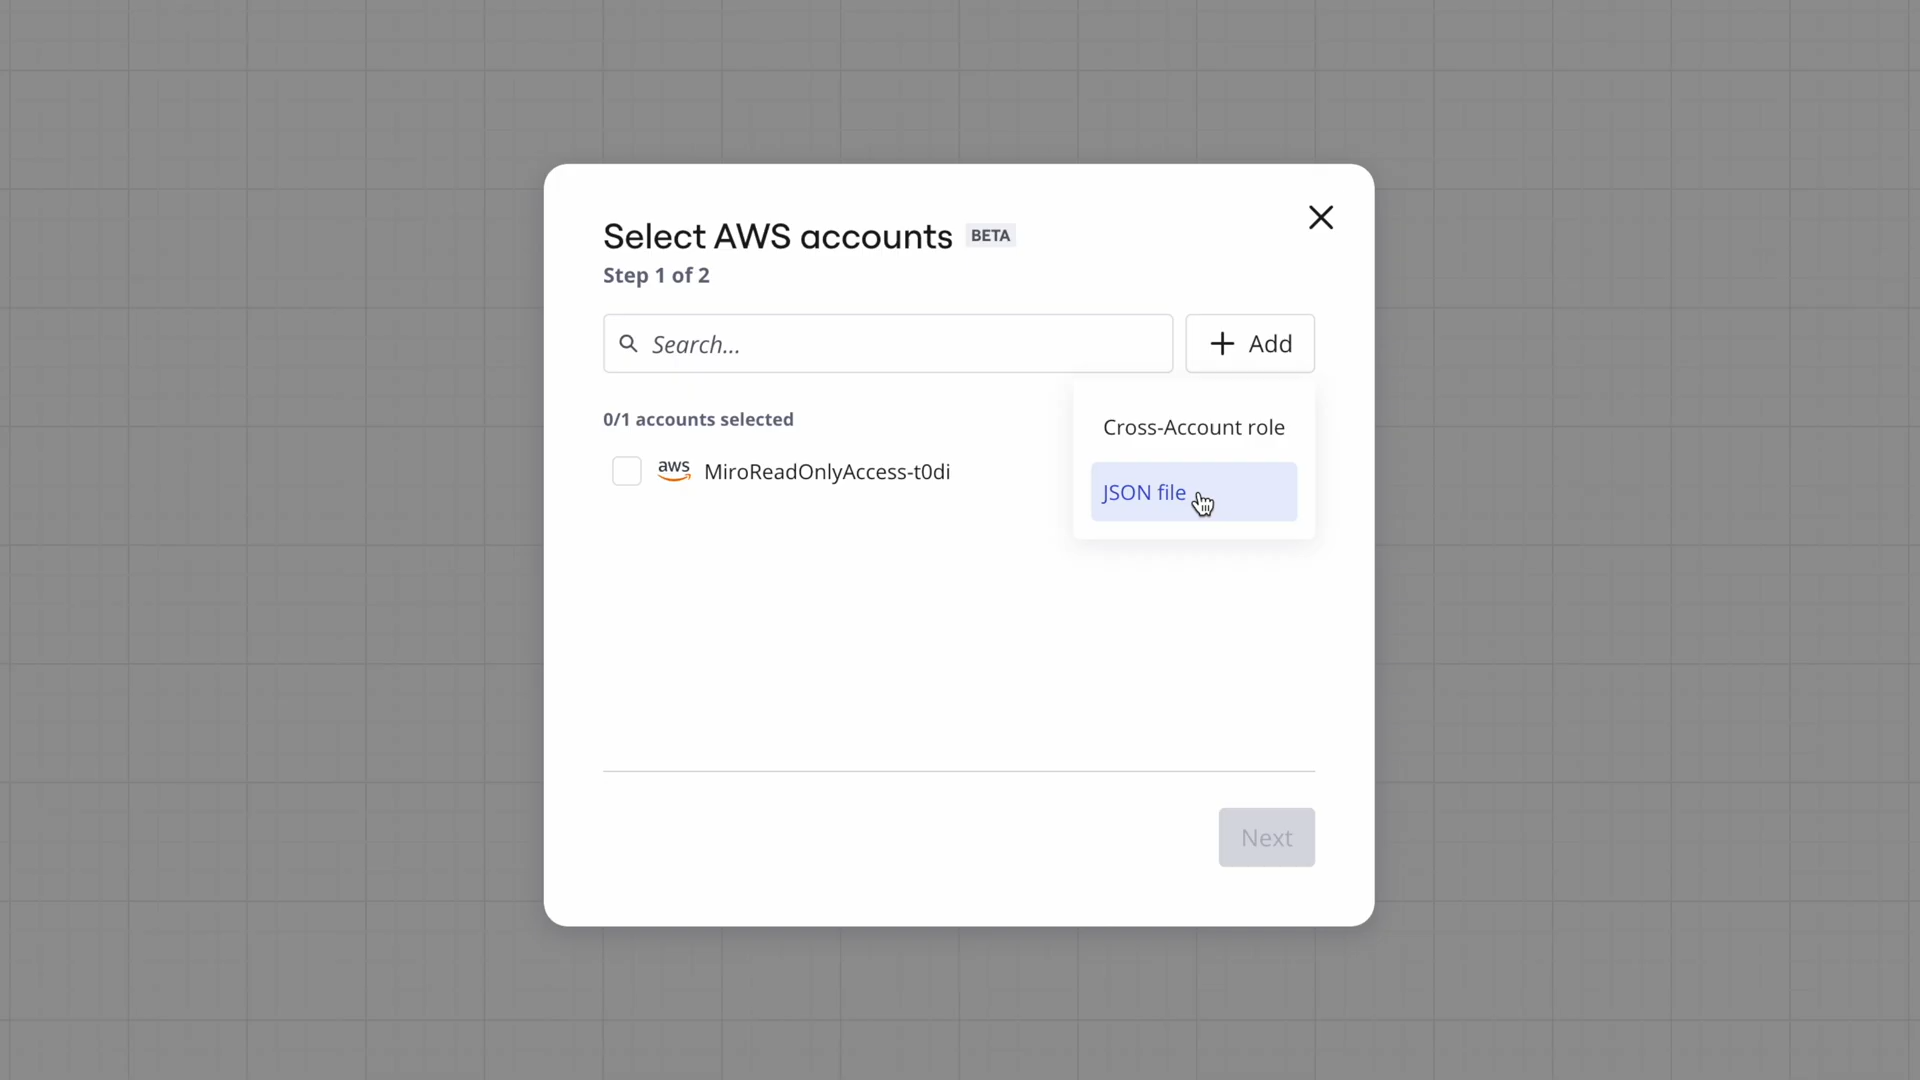 Select AWS accounts BETA
Step 1 of 2
Search...
Add
0/1 accounts selected
Cross-Account role
aws MiroReadOnlyAccess-t0di
JSON file
Next